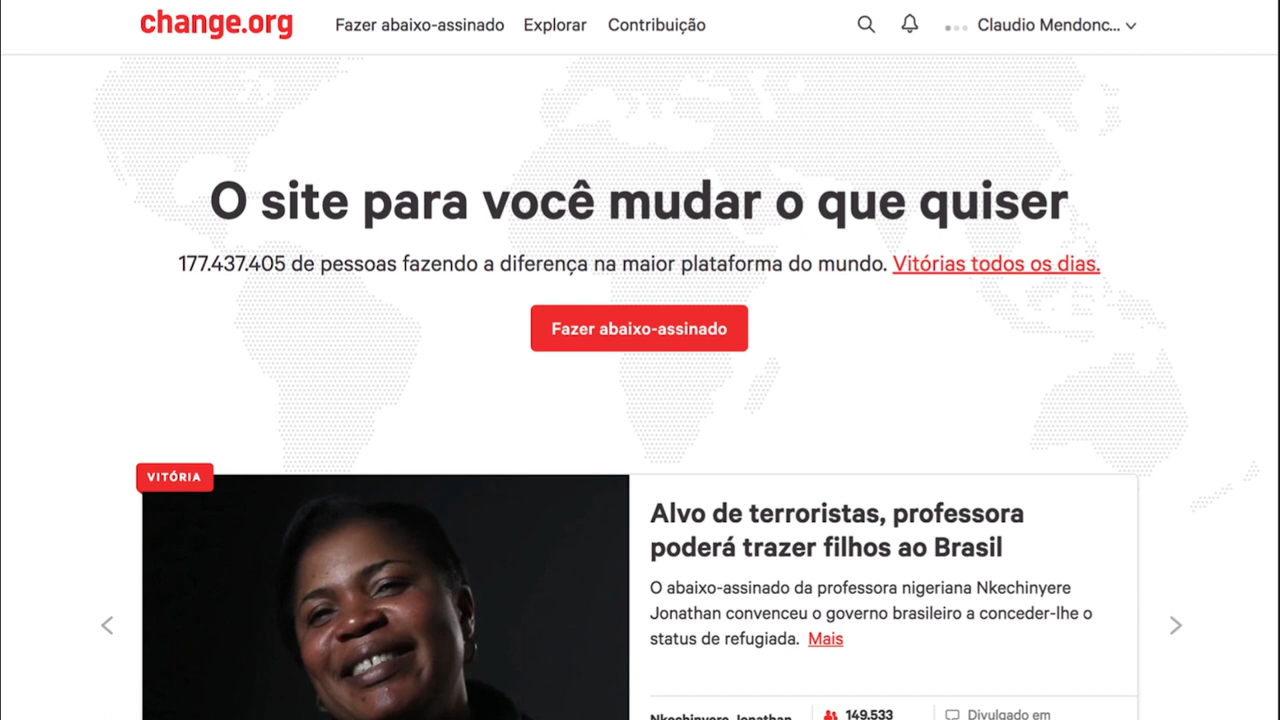 change.org
Fazer abaixo-assinado Explorar Contribuição
Claudio Mendonc...
O site para você mudar o que quiser
177.437.405 de pessoas fazendo a diferença na maior plataforma do mundo. Vitórias todos os dias.
Fazer abaixo-assinado
VITÓRIA
Alvo de terroristas, professora
poderá trazer filhos ao Brasil
O abaixo-assinado da professora nigeriana Nkechinyere
Jonathan convenceu o governo brasileiro a conceder-lhe o
status de refugiada. Mais
Nkechinyere Jonathan
149.533
Divulgado em